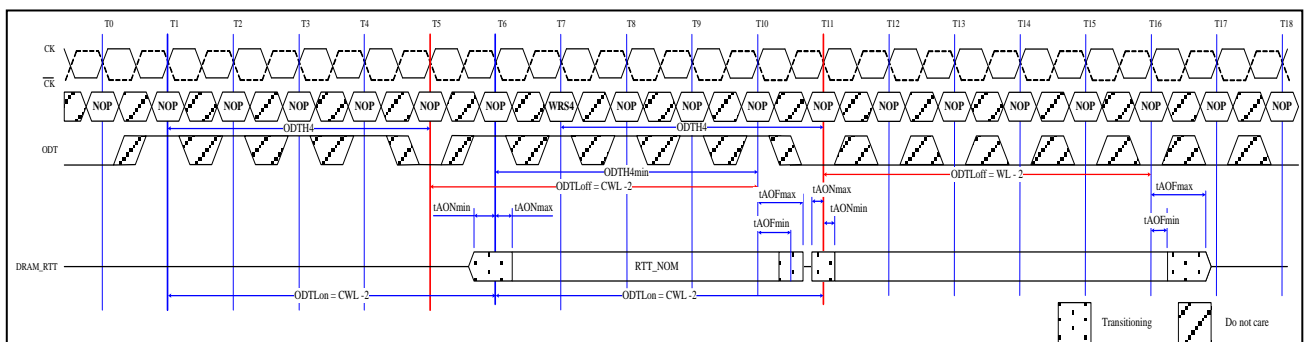 T0 T1 T2 T3 T4 T5 T6 T7 T8 T9 T10 T11 T12 T13 T14 T15 T16 T17 T18
CK
CK
NOP NOP NOP NOP NOP NOP NOP WRS4 NOP NOP NOP NOP NOP NOP NOP NOP NOP NOP NOP
ODTH4 ODTH4
ODT
ODTH4min ODTLoff = WL - 2
ODTLoff = CWL -2
tAOFmax tAONmax tAOFmax
tAONmin tAONmax tAONmin
tAOFmin tAOFmin
DRAM_RTT RTT_NOM
ODTLon = CWL -2 ODTLon = CWL -2
Transitioning Do not care